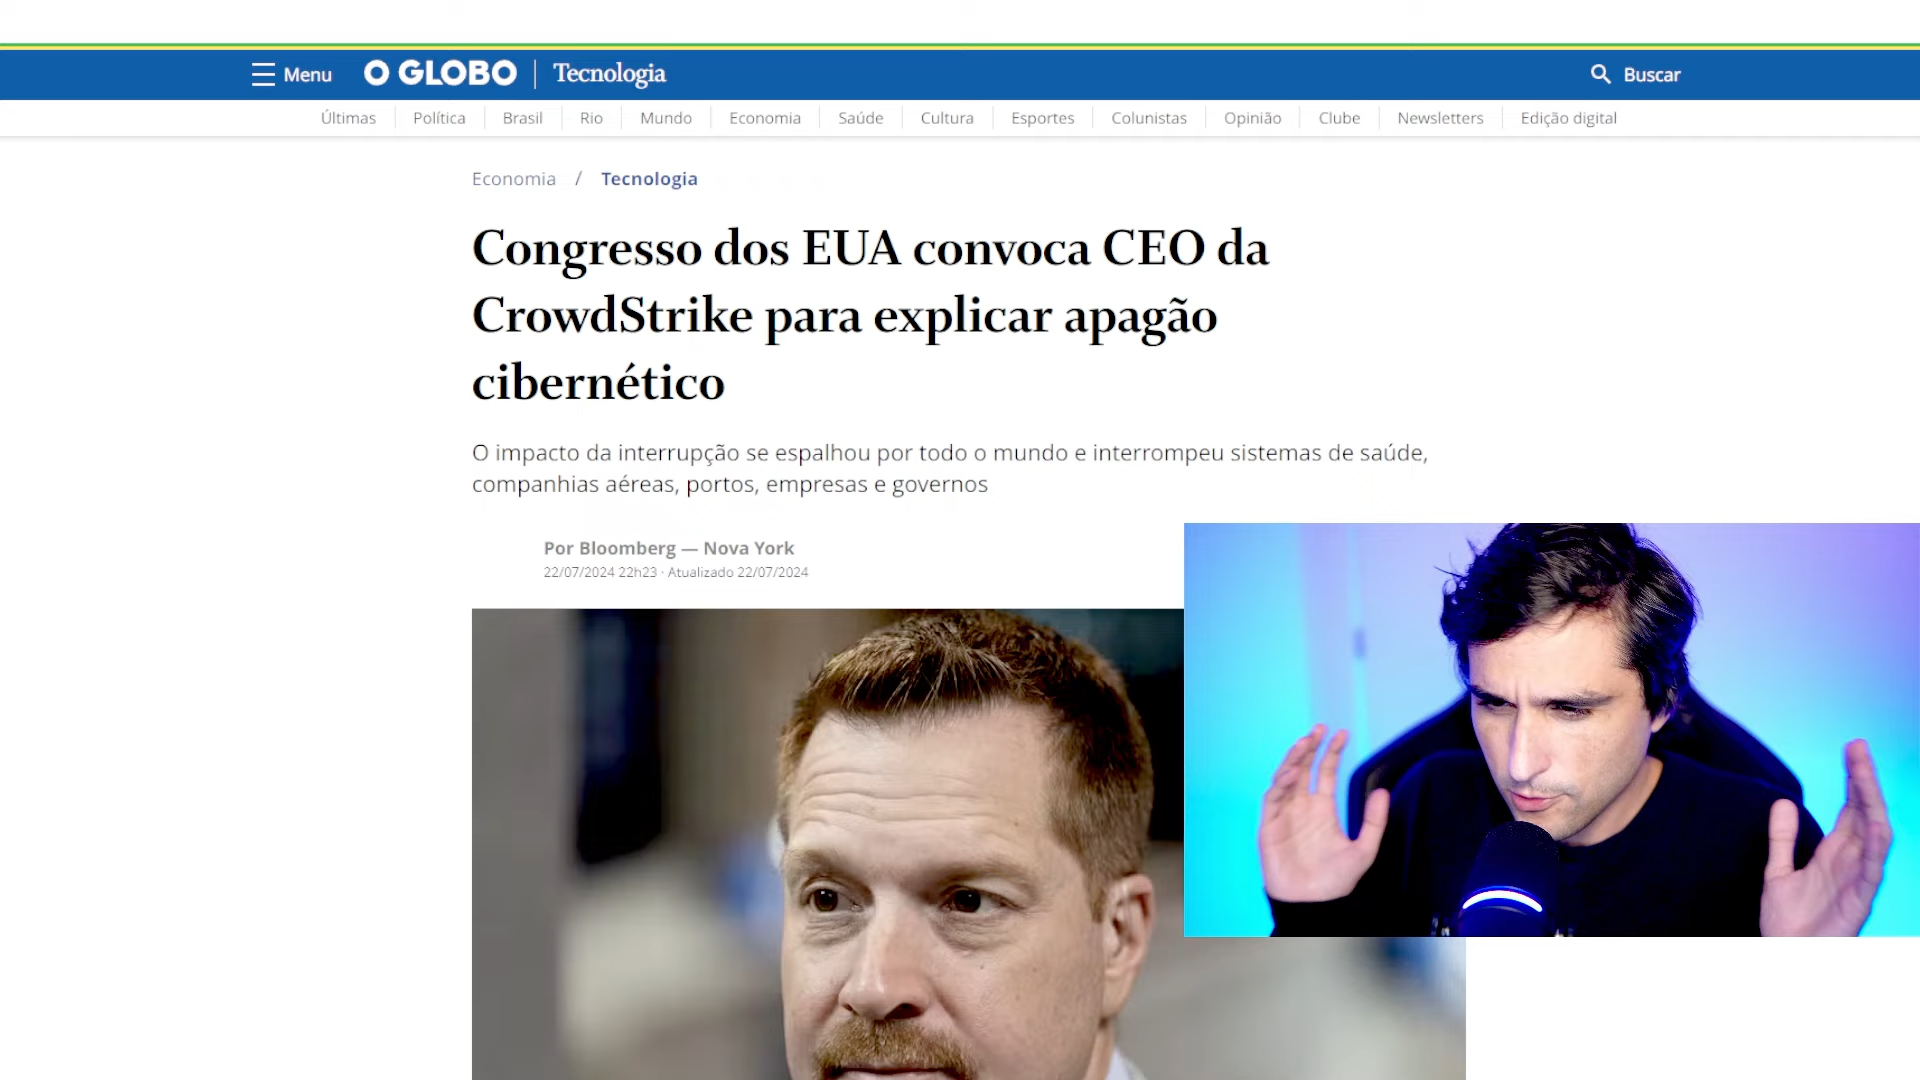 Menu
O GLOBO
Tecnologia
Buscar
Últimas
Política
Brasil
Rio
Mundo
Economia
Saúde
Cultura
Esportes
Colunistas
Opinião
Clube
Newsletters
Edição digital
Economia / Tecnologia
Congresso dos EUA convoca CEO da
CrowdStrike para explicar apagão
cibernético
O impacto da interrupção se espalhou por todo o mundo e interrompeu sistemas de saúde,
companhias aéreas, portos, empresas e governos
Por Bloomberg — Nova York
22/07/2024 22h23 · Atualizado 22/07/2024